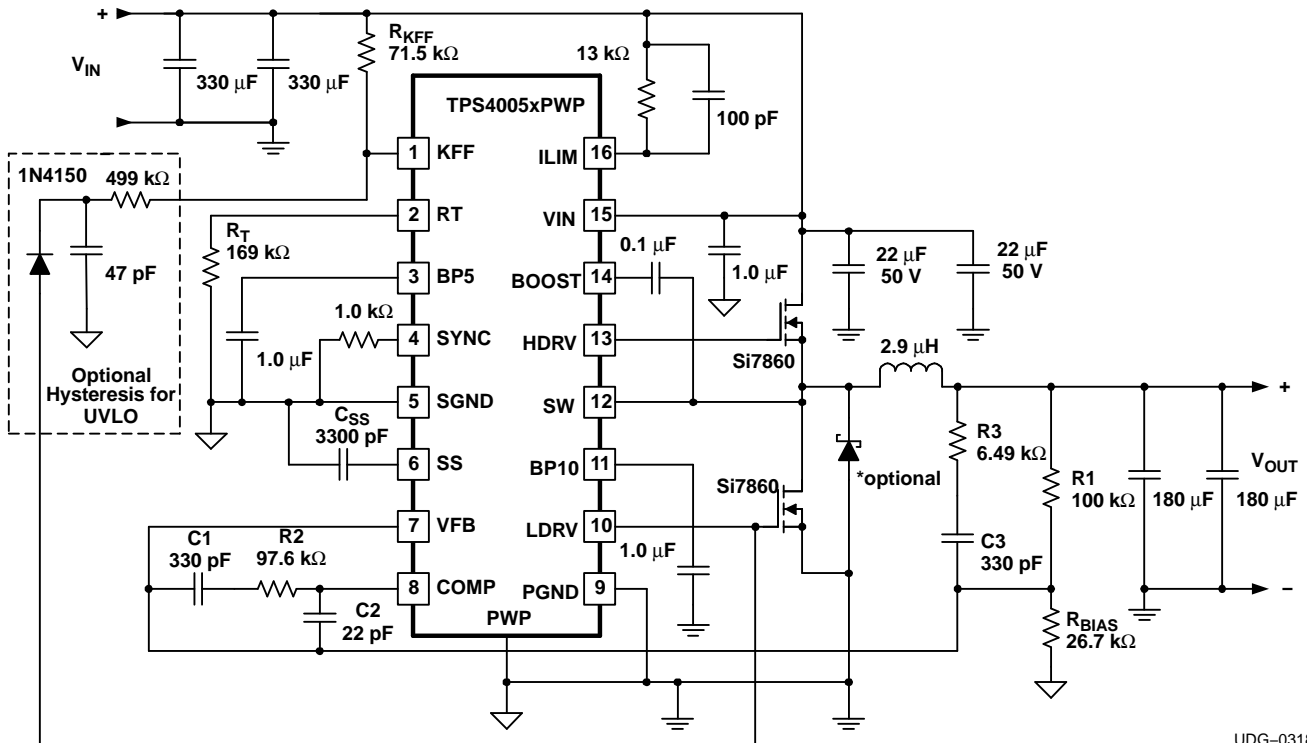 +
V_IN
330 µF
330 µF
R_KFF
71.5 kΩ
13 kΩ
100 pF
TPS4005xPWP
1 KFF
ILIM 16
1N4150
499 kΩ
47 pF
Optional
Hysteresis for
UVLO
2 RT
VIN 15
R_T
169 kΩ
0.1 µF
1.0 µF
22 µF
50 V
22 µF
50 V
3 BP5
BOOST 14
1.0 µF
1.0 kΩ
4 SYNC
HDRV 13
Si7860
2.9 µH
+
5 SGND
SW 12
C_SS
3300 pF
6 SS
BP10 11
*optional
R3
6.49 kΩ
R1
100 kΩ
V_OUT
180 µF
180 µF
Si7860
7 VFB
LDRV 10
C1
330 pF
R2
97.6 kΩ
1.0 µF
C3
330 pF
8 COMP
PGND 9
PWP
C2
22 pF
–
R_BIAS
26.7 kΩ